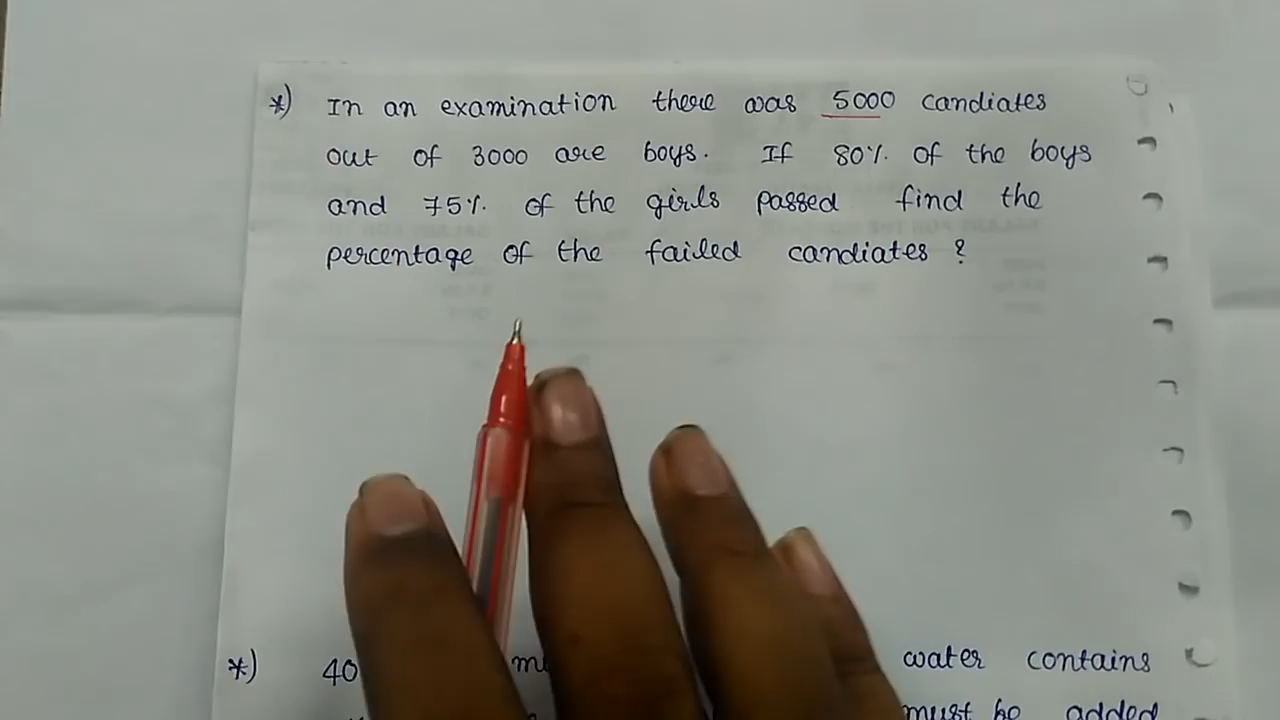 *) In an examination there was 5000 candiates
out of 3000 are boys. If 80% of the boys
and 75% of the girls passed find the
percentage of the failed candiates ?
*) 40 water contains
must be added